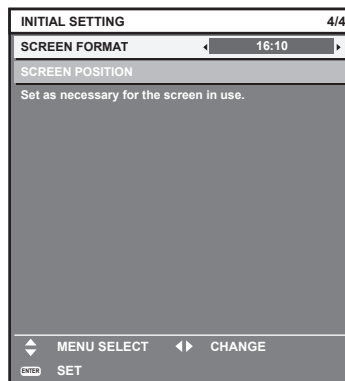 INITIAL SETTING 4/4
SCREEN FORMAT 16:10
SCREEN POSITION
Set as necessary for the screen in use.
MENU SELECT CHANGE
ENTER SET